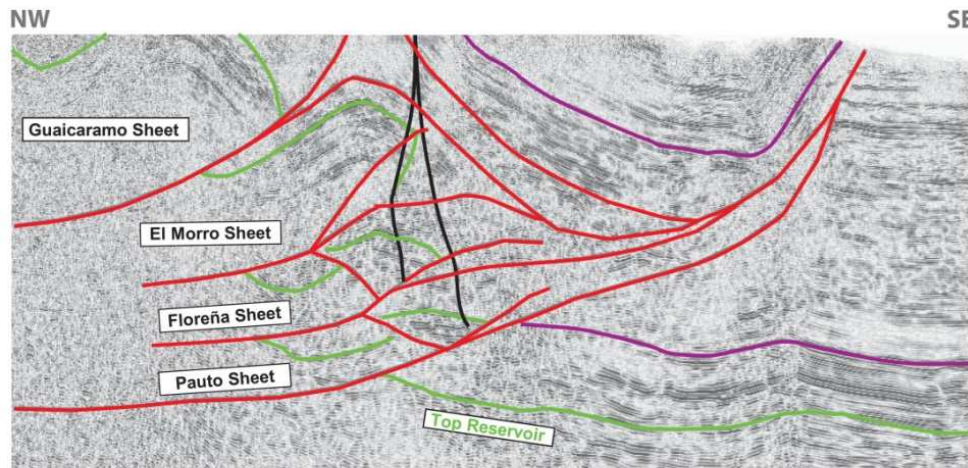 NW
SE
Guaicaramo Sheet
El Morro Sheet
Floreña Sheet
Pauto Sheet
Top Reservoir